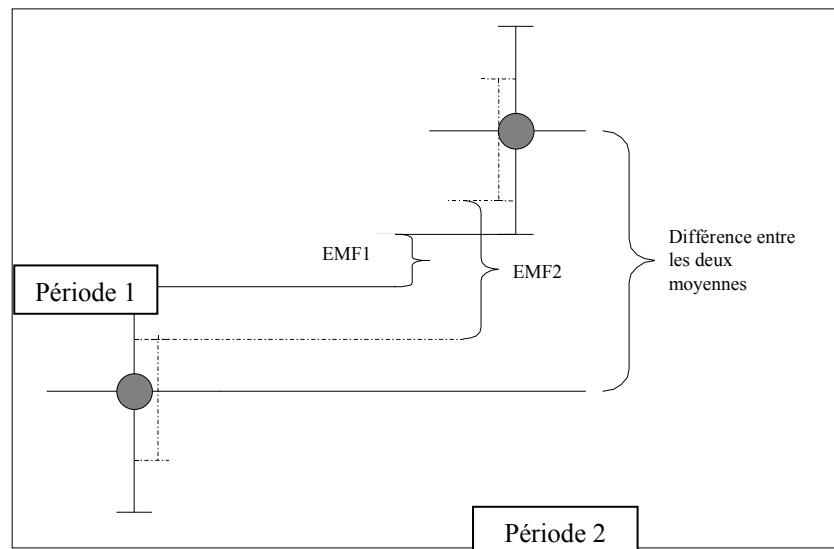 EMF1
Différence entre
les deux
moyennes
EMF2
Période 1
Période 2